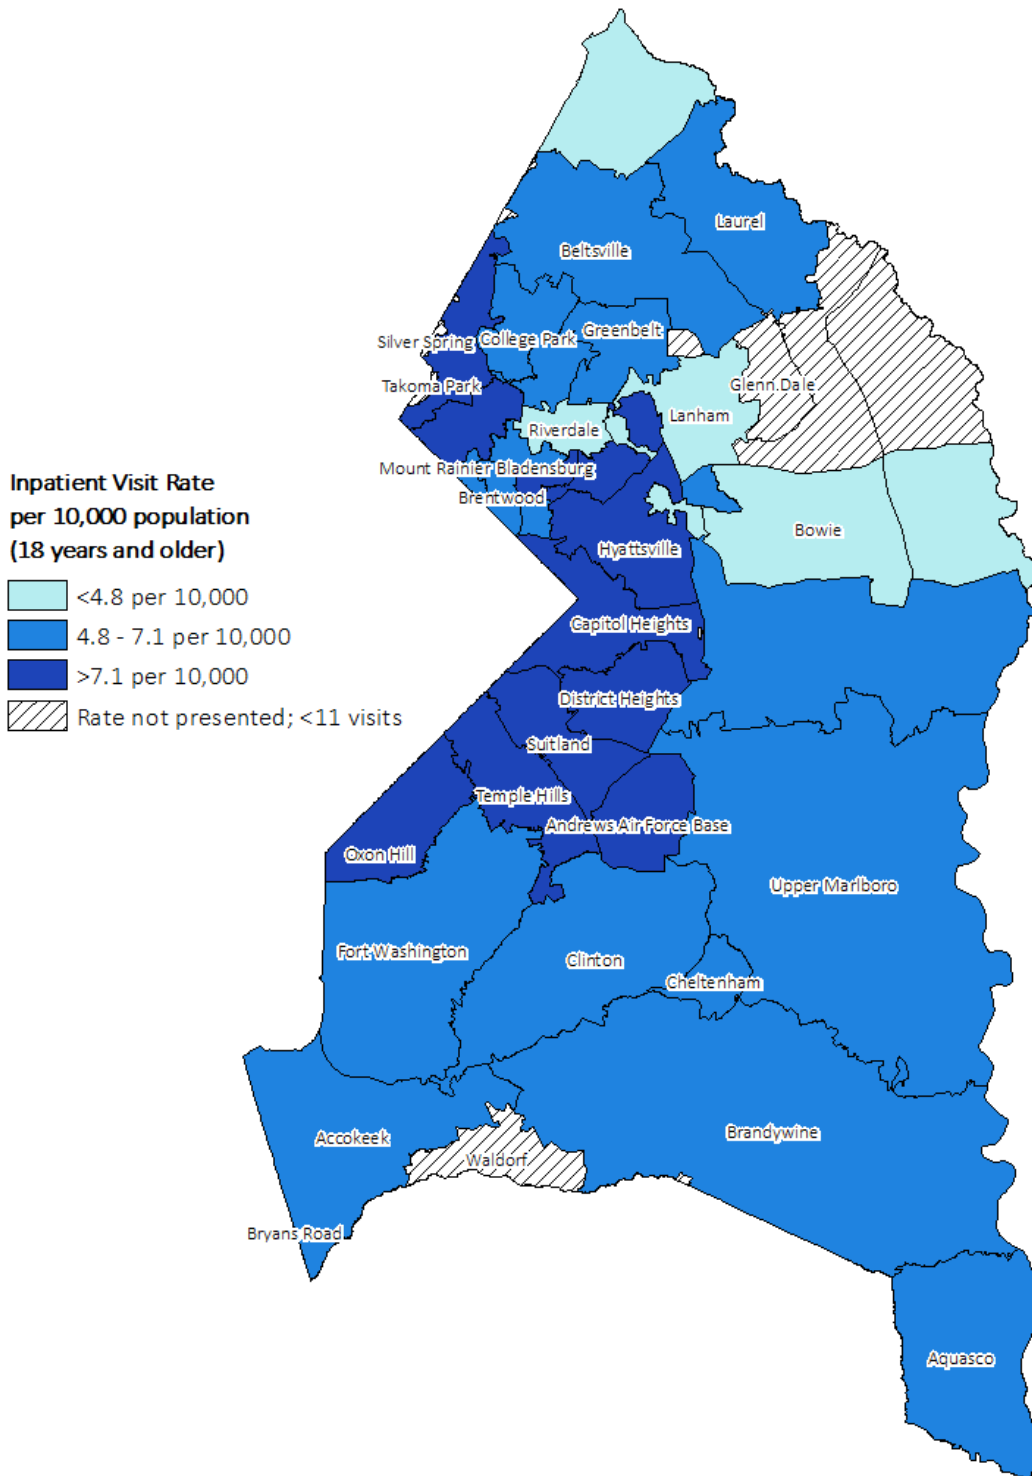 Laurel
Beltsville
Greenbelt
College Park
Silver Spring
Takoma Park
Glenn Dale
Lanham
Riverdale
Mount Rainier Bladensburg
Brentwood
Inpatient Visit Rate
per 10,000 population
(18 years and older)
<4.8 per 10,000
4.8 - 7.1 per 10,000
>7.1 per 10,000
Rate not presented; <11 visits
Bowie
Hyattsville
Capitol Heights
District Heights
Suitland
Temple Hills
Andrews Air Force Base
Oxon Hill
Upper Marlboro
Fort Washington
Clinton
Cheltenham
Accokeek
Brandywine
Waldorf
Bryans Road
Aquasco